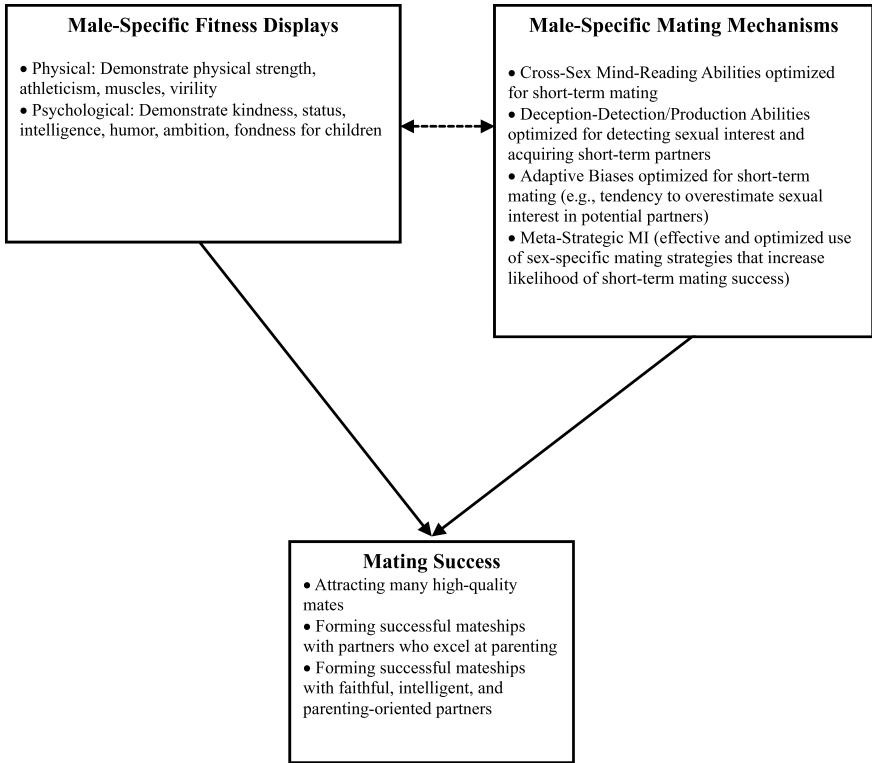 Male-Specific Fitness Displays
• Physical: Demonstrate physical strength,
athleticism, muscles, virility
• Psychological: Demonstrate kindness, status,
intelligence, humor, ambition, fondness for children
Male-Specific Mating Mechanisms
• Cross-Sex Mind-Reading Abilities optimized
for short-term mating
• Deception-Detection/Production Abilities
optimized for detecting sexual interest and
acquiring short-term partners
• Adaptive Biases optimized for short-term
mating (e.g., tendency to overestimate sexual
interest in potential partners)
• Meta-Strategic MI (effective and optimized use
of sex-specific mating strategies that increase
likelihood of short-term mating success)
Mating Success
• Attracting many high-quality
mates
• Forming successful mateships
with partners who excel at parenting
• Forming successful mateships
with faithful, intelligent, and
parenting-oriented partners